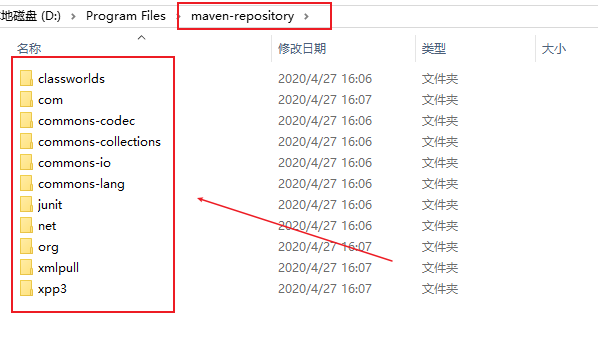 地磁盘 (D:) > Program Files > maven-repository >
名称 修改日期 类型 大小
classworlds 2020/4/27 16:06 文件夹
com 2020/4/27 16:07 文件夹
commons-codec 2020/4/27 16:06 文件夹
commons-collections 2020/4/27 16:06 文件夹
commons-io 2020/4/27 16:06 文件夹
commons-lang 2020/4/27 16:06 文件夹
junit 2020/4/27 16:06 文件夹
net 2020/4/27 16:06 文件夹
org 2020/4/27 16:07 文件夹
xmlpull 2020/4/27 16:07 文件夹
xpp3 2020/4/27 16:07 文件夹